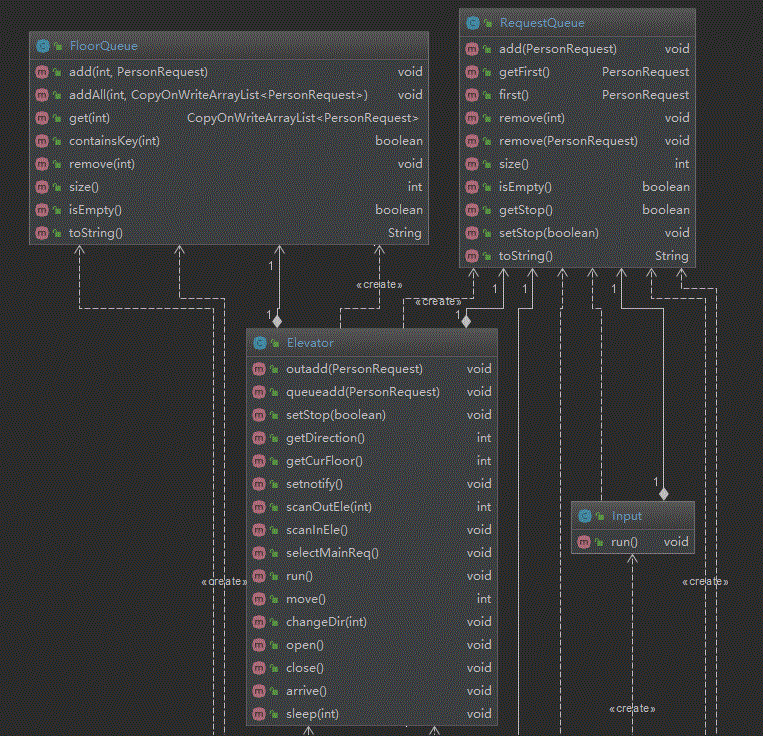 FloorQueue
add(int, PersonRequest) void
addAll(int, CopyOnWriteArrayList<PersonRequest>) void
get(int) CopyOnWriteArrayList<PersonRequest>
containsKey(int) boolean
remove(int) void
size() int
isEmpty() boolean
toString() String
RequestQueue
add(PersonRequest) void
getFirst() PersonRequest
first() PersonRequest
remove(int) void
remove(PersonRequest) void
size() int
isEmpty() boolean
getStop() boolean
setStop(boolean) void
toString() String
1
«create»
«create»
1
1
1
1
1
Elevator
outadd(PersonRequest) void
queueadd(PersonRequest) void
setStop(boolean) void
getDirection() int
getCurFloor() int
setnotify() void
scanOutEle(int) int
scanInEle() void
selectMainReq() void
run() void
move() int
changeDir(int) void
open() void
close() void
arrive() void
sleep(int) void
1
Input
run() void
«create»
«create»
«create»